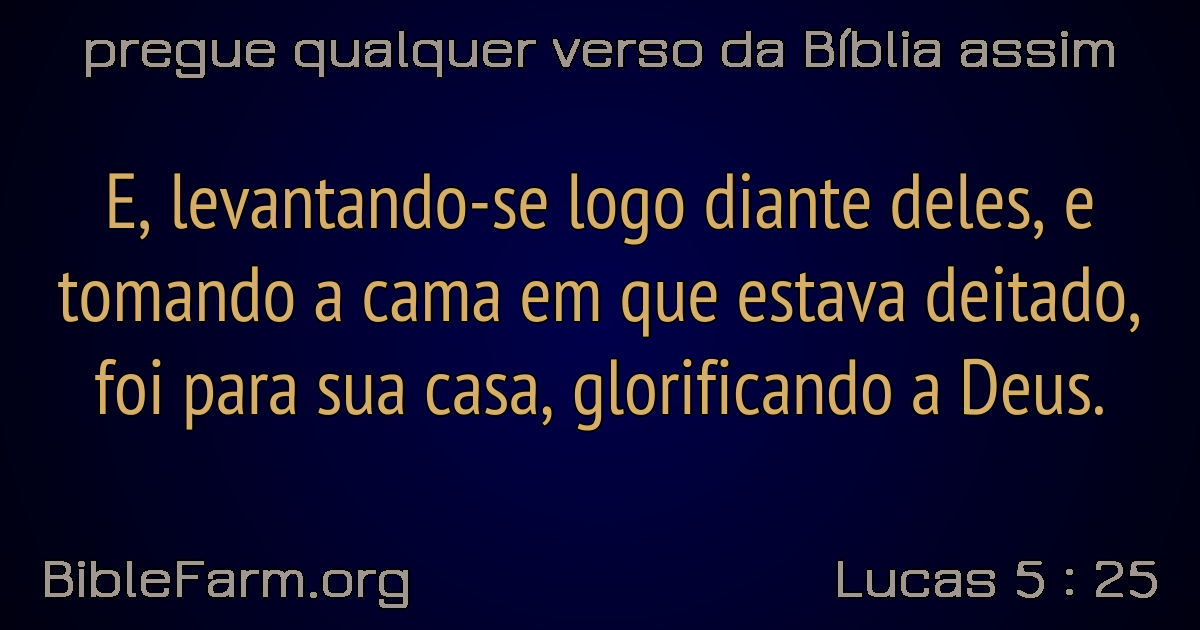 pregue qualquer verso da Bíblia assim
E, levantando-se logo diante deles, e
tomando a cama em que estava deitado,
foi para sua casa, glorificando a Deus.
BibleFarm.org
Lucas 5 : 25